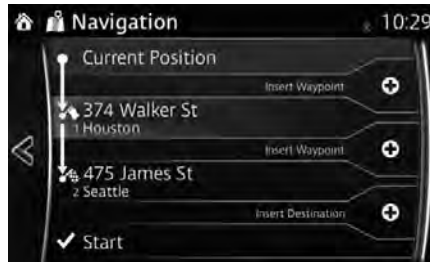 Navigation 10:29
Current Position
Insert Waypoint
374 Walker St
1 Houston
Insert Waypoint
475 James St
2 Seattle
Insert Destination
Start